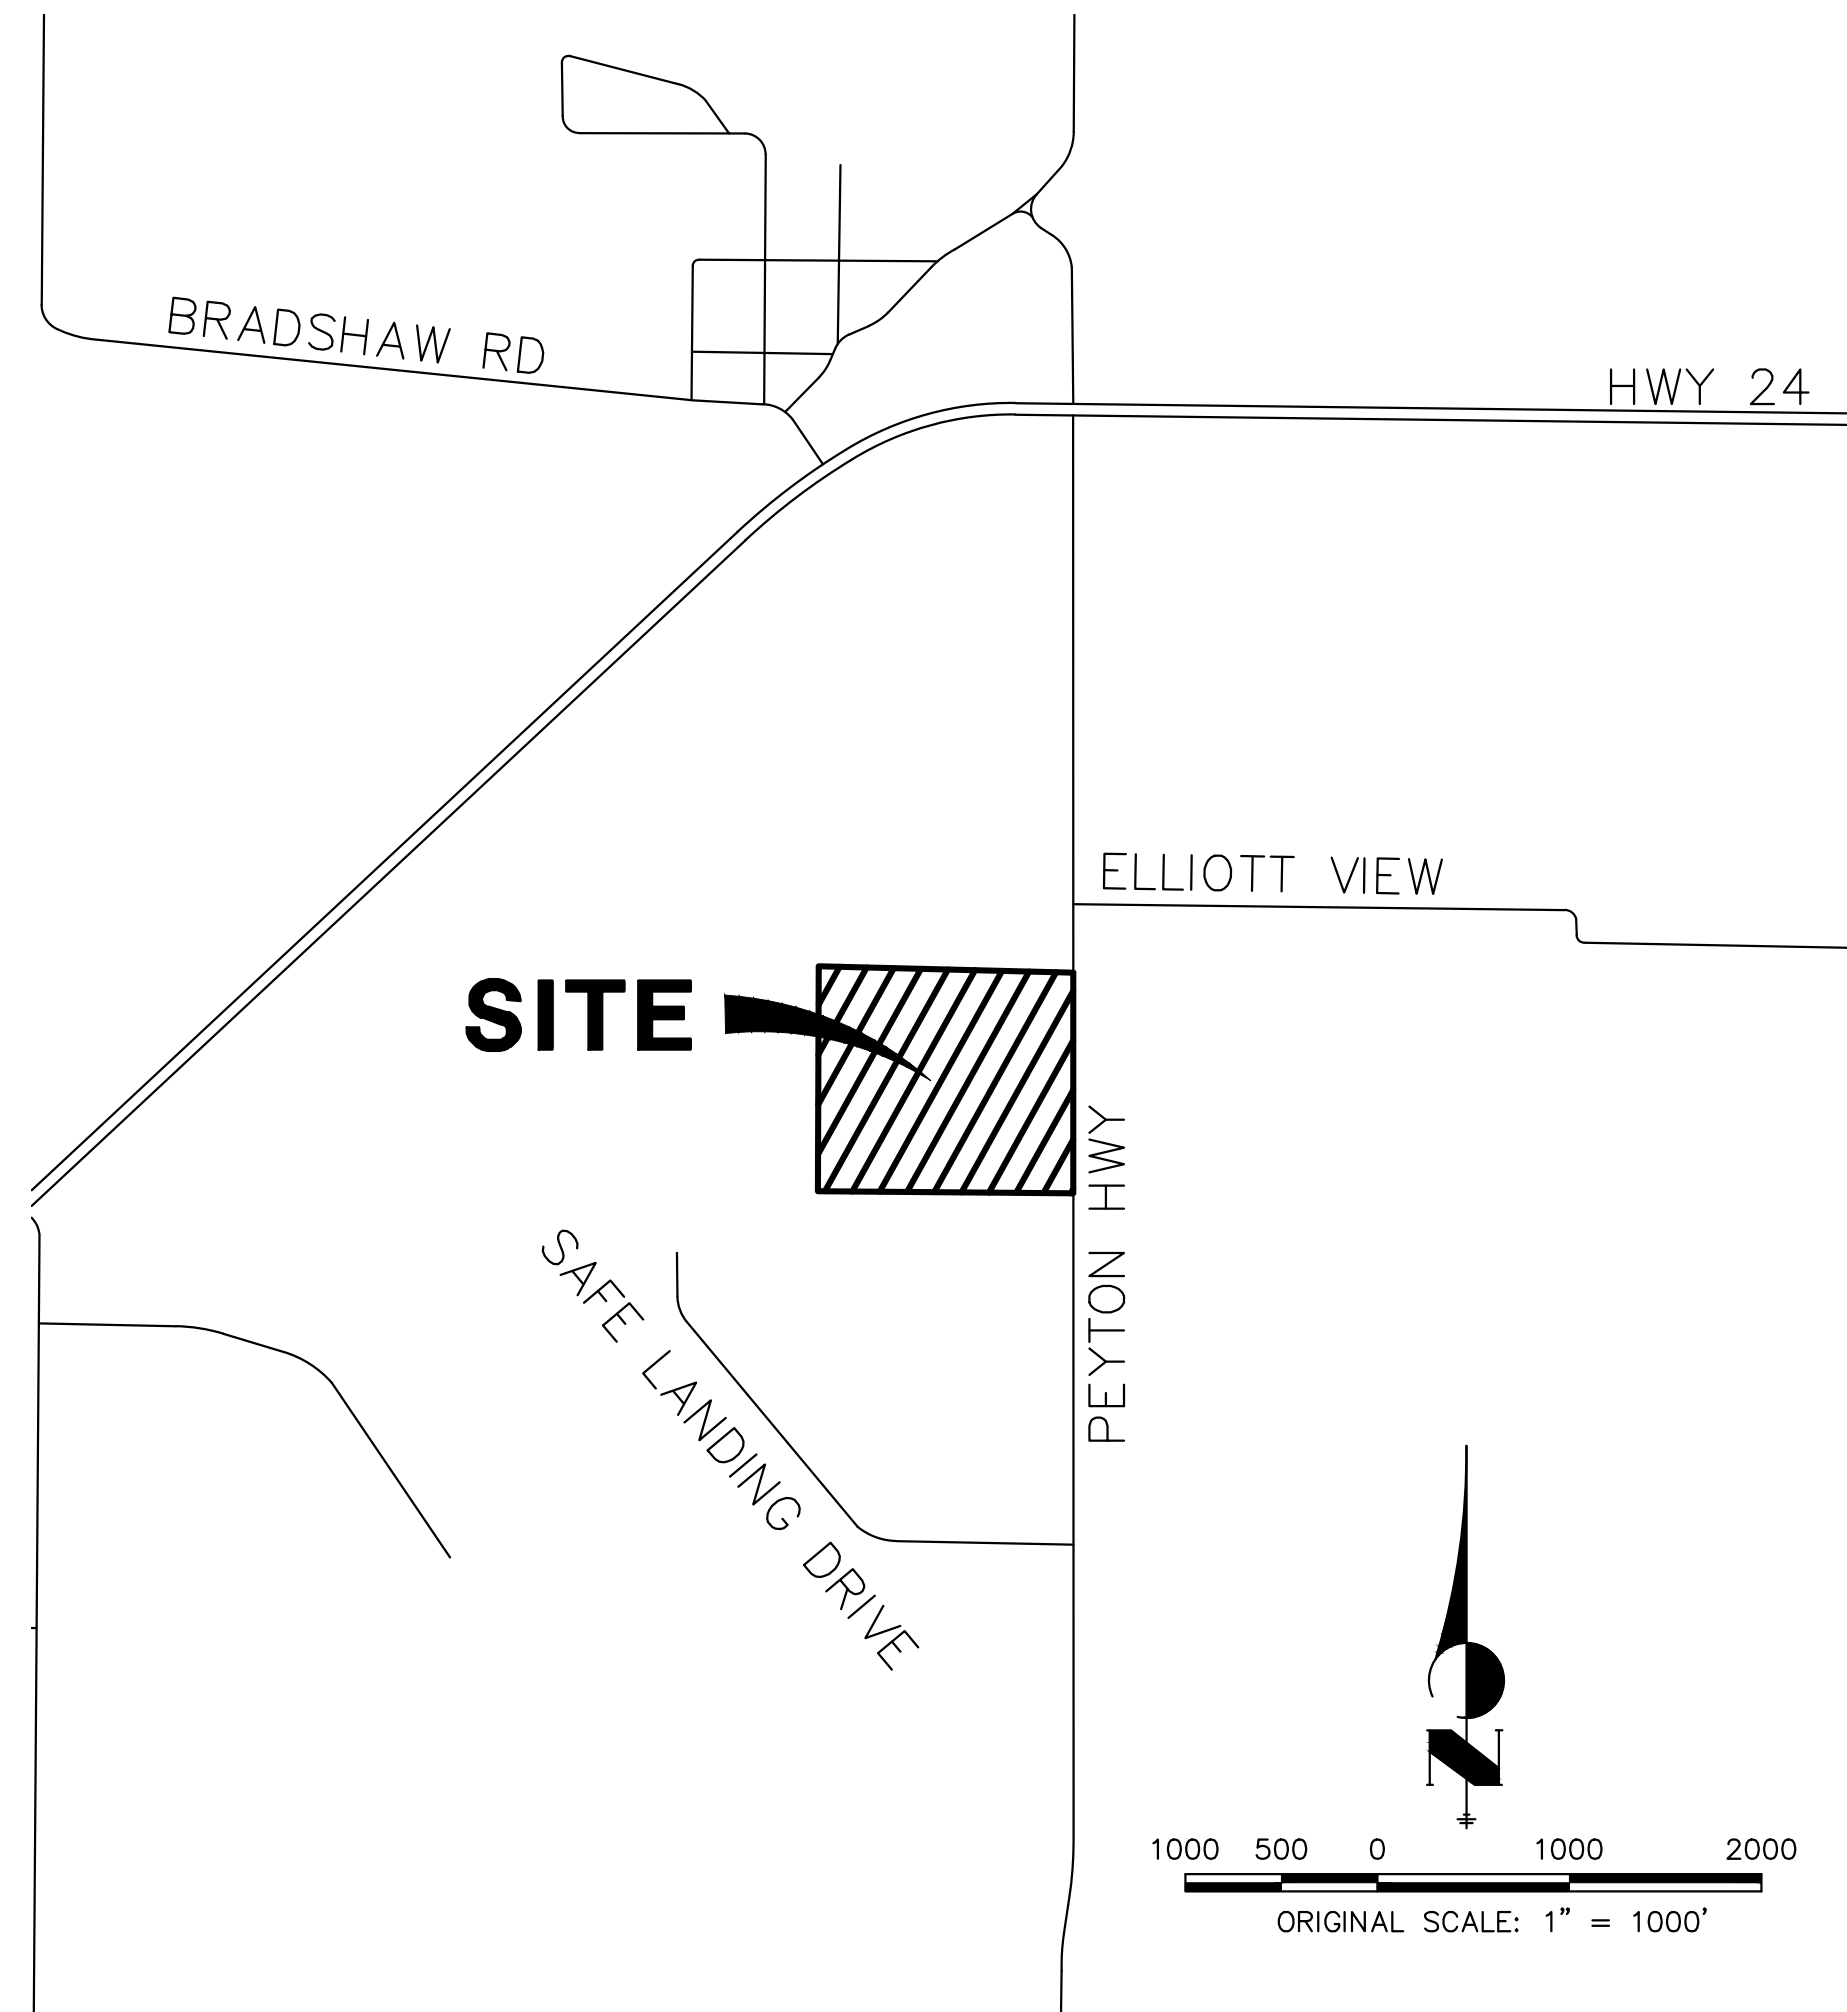 BRADSHAW RD
HWY 24
ELLIOTT VIEW
SITE
PEYTON HWY
SAFE LANDING DRIVE
N
1000 500 0 1000 2000
ORIGINAL SCALE: 1" = 1000'